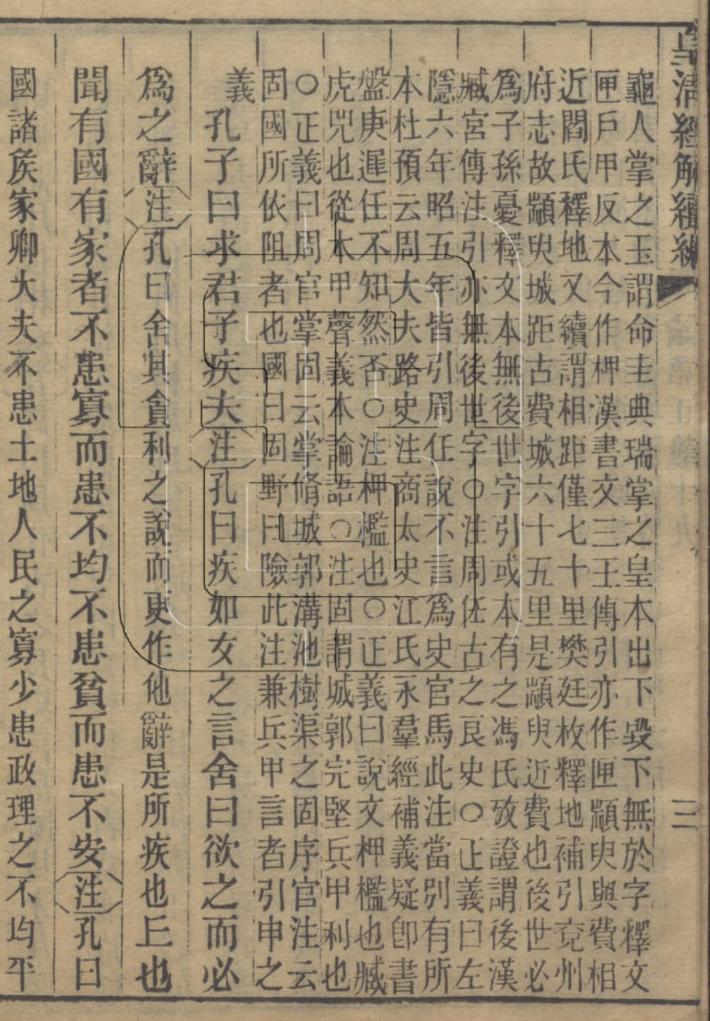 皇清經解續編
龜人掌之玉謂命圭典瑞掌之皇本出下毀下無於字釋文
匣戶甲反本今作柙漢書文三王傳引亦作匣顓臾與費相
近閻氏釋地又續謂相距僅七十里樊廷枚釋地補引兗州
府志故顓臾城距古費城六十五里是顓臾近費也後世必
爲子孫憂釋文本無後世字引或本有之馮氏攷證謂後漢
臧宮傳注引亦無後世字○注周任古之良史○正義曰左
隱六年昭五年皆引周任說不言爲史官馬此注當別有所
本杜預云周大夫路史注商太史江氏永羣經補義疑卽書
盤庚遲任不知然否○注柙檻也○正義曰說文柙檻也臧
虎兕也從木甲聲義本論語○注固謂城郭完堅兵甲利也
○正義曰周官掌固云掌脩城郭溝池樹渠之固序官注云
固國所依阻者也國曰固野曰險此注兼兵甲言者引申之
義
孔子曰求君子疾夫注孔曰疾如女之言舍曰欲之而必
爲之辭注孔曰舍其貪利之說而更作他辭是所疾也丘也
聞有國有家者不患寡而患不均不患貧而患不安注孔曰
國諸矦家卿大夫不患土地人民之寡少患政理之不均平
三